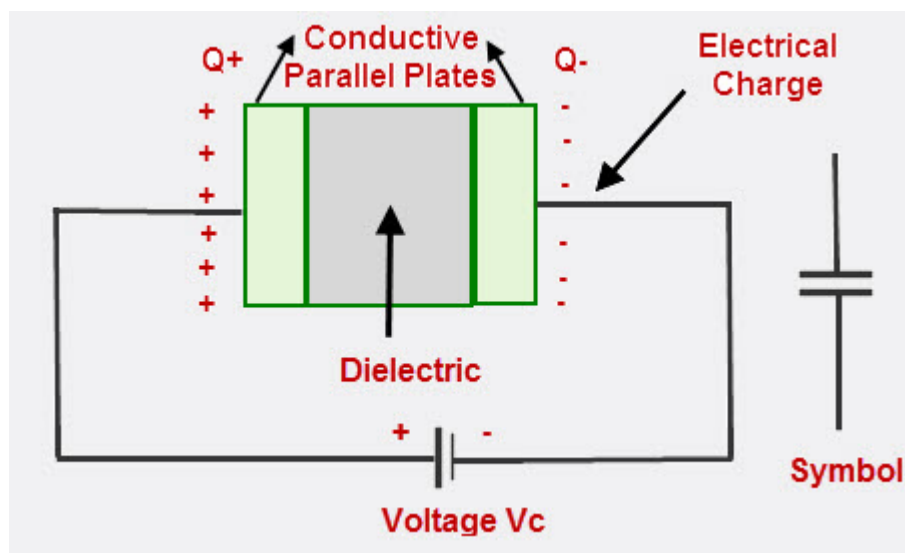 Conductive
Parallel Plates
Q+
Q-
Electrical
Charge
+
+
+
+
+
+
-
-
-
-
-
-
Dielectric
+ -
Voltage Vc
Symbol